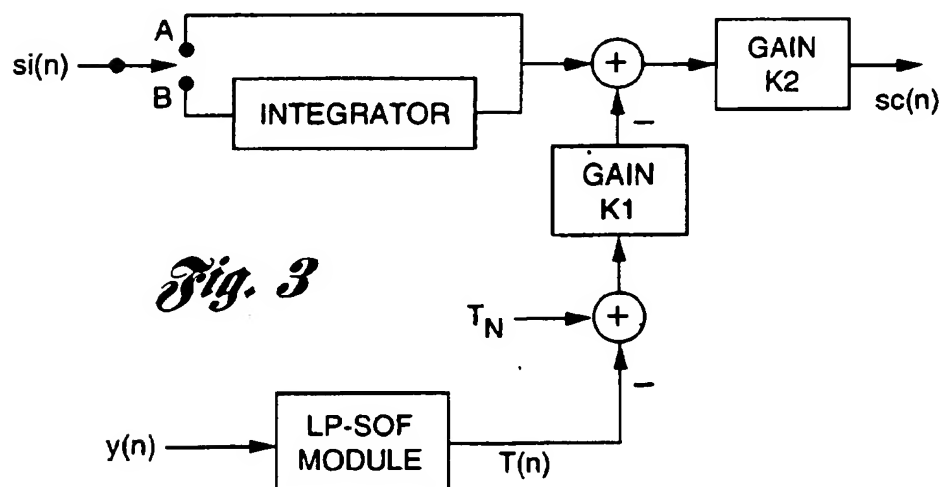 A
si(n)
B
INTEGRATOR
+
GAIN
K2
sc(n)
−
GAIN
K1
Fig. 3
T_N
+
−
y(n)
LP-SOF
MODULE
T(n)